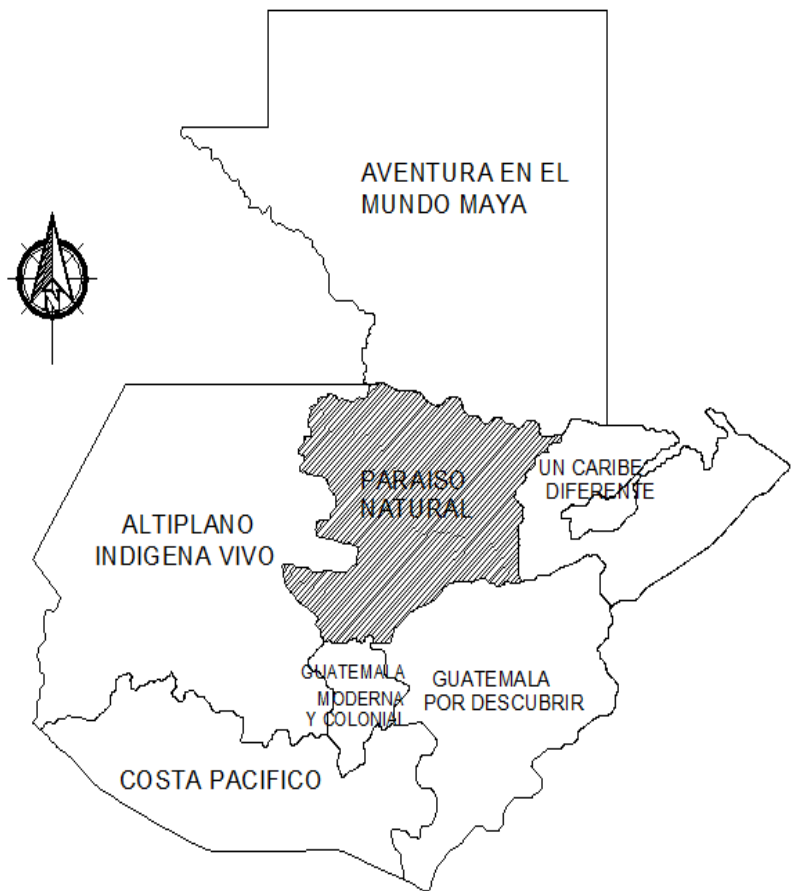 AVENTURA EN EL
MUNDO MAYA
N
PARAISO
NATURAL
UN CARIBE
DIFERENTE
ALTIPLANO
INDIGENA VIVO
GUATEMALA
MODERNA
Y COLONIAL
GUATEMALA
POR DESCUBRIR
COSTA PACIFICO